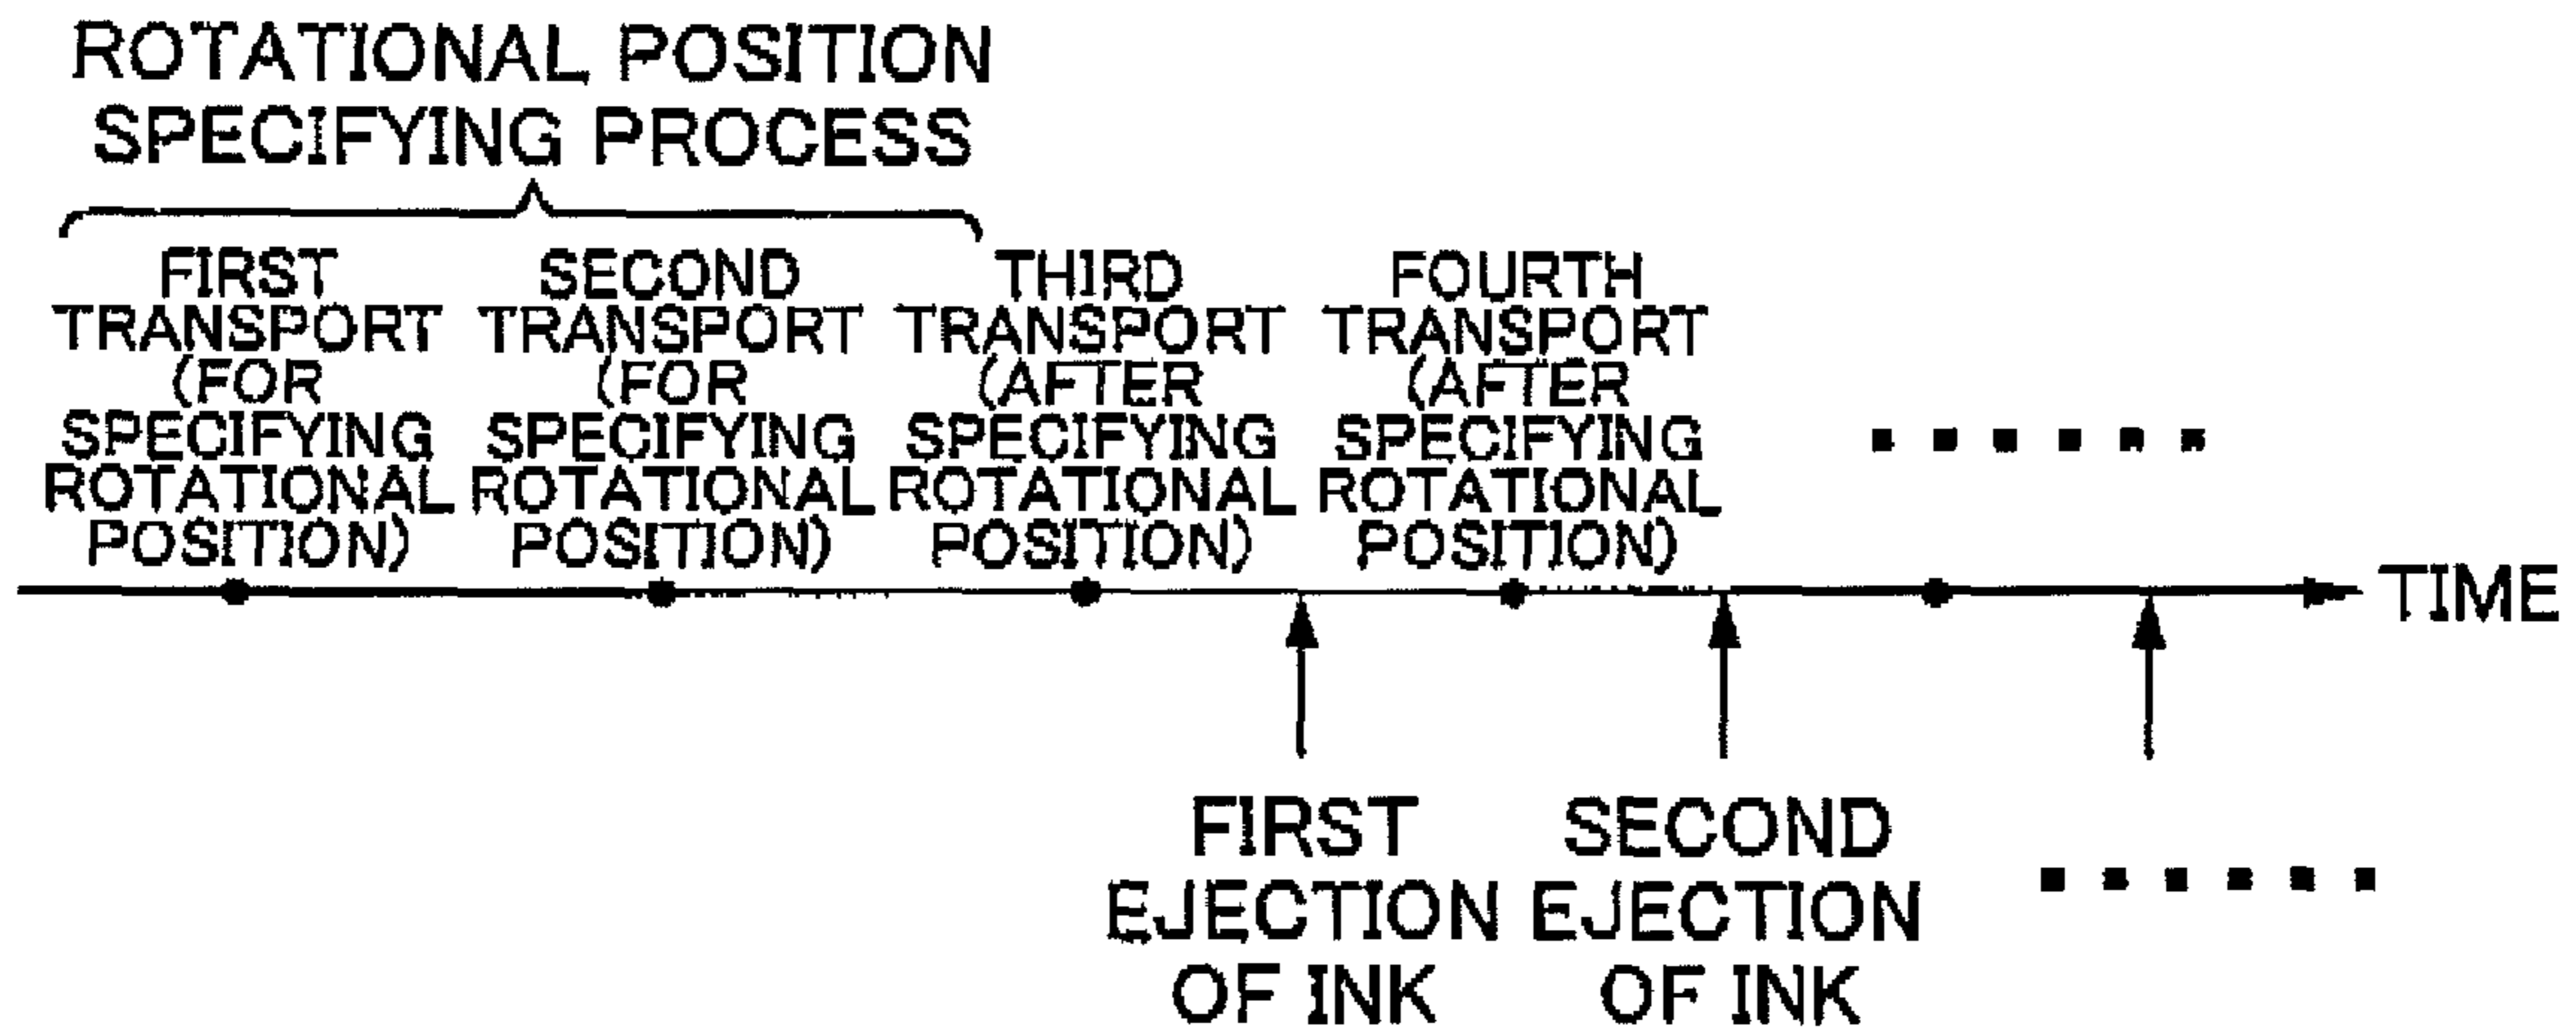 ROTATIONAL POSITION
SPECIFYING PROCESS
FIRST
TRANSPORT
(FOR
SPECIFYING
ROTATIONAL
POSITION)
SECOND
TRANSPORT
(FOR
SPECIFYING
ROTATIONAL
POSITION)
THIRD
TRANSPORT
(AFTER
SPECIFYING
ROTATIONAL
POSITION)
FOURTH
TRANSPORT
(AFTER
SPECIFYING
ROTATIONAL
POSITION)
TIME
FIRST
EJECTION
OF INK
SECOND
EJECTION
OF INK